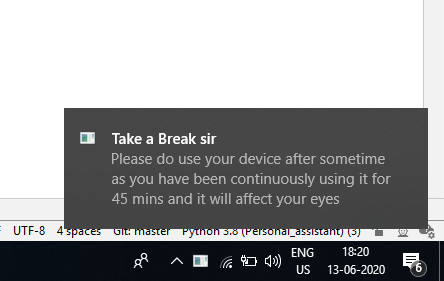 Take a Break sir
Please do use your device after sometime
as you have been continuously using it for
45 mins and it will affect your eyes
UTF-8 4 spaces Git: master Python 3.8 (Personal_assistant) (3)
ENG 18:20
US 13-06-2020 6